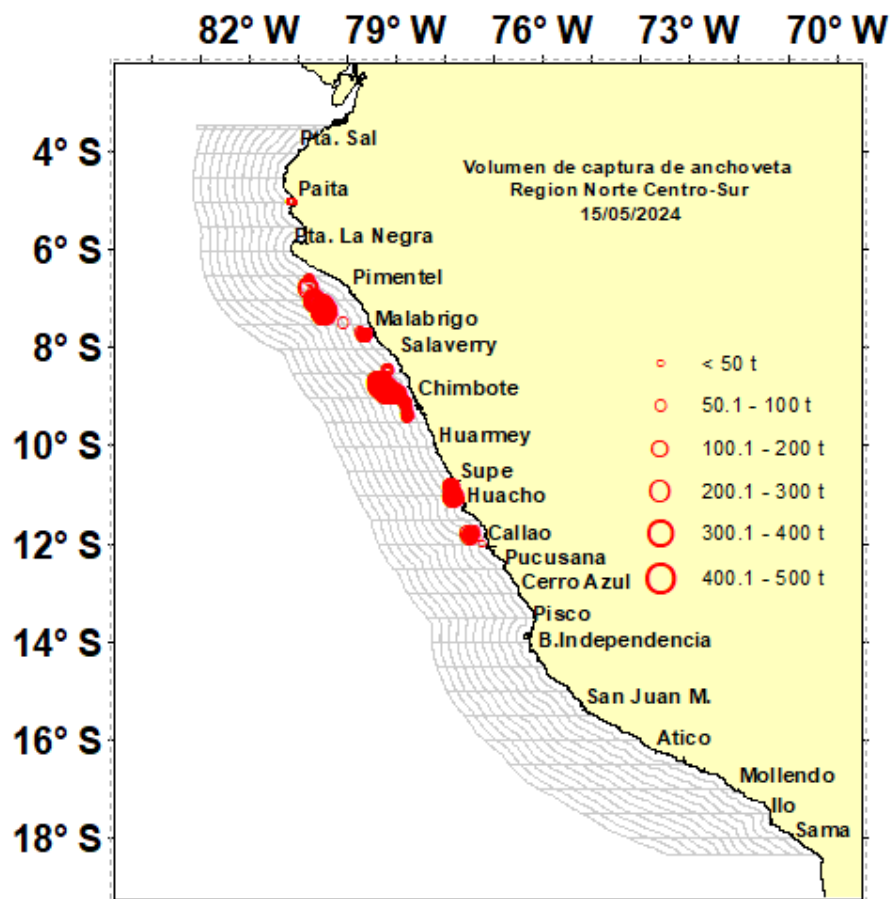 82° W 79° W 76° W 73° W 70° W
4° S
6° S
8° S
10° S
12° S
14° S
16° S
18° S
Volumen de captura de anchoveta
Region Norte Centro-Sur
15/05/2024
Pta. Sal
Paita
Pta. La Negra
Pimentel
Malabrigo
Salaverry
Chimbote
Huarmey
Supe
Huacho
Callao
Pucusana
Cerro Azul
Pisco
B.Independencia
San Juan M.
Atico
Mollendo
Ilo
Sama
< 50 t
50.1 - 100 t
100.1 - 200 t
200.1 - 300 t
300.1 - 400 t
400.1 - 500 t